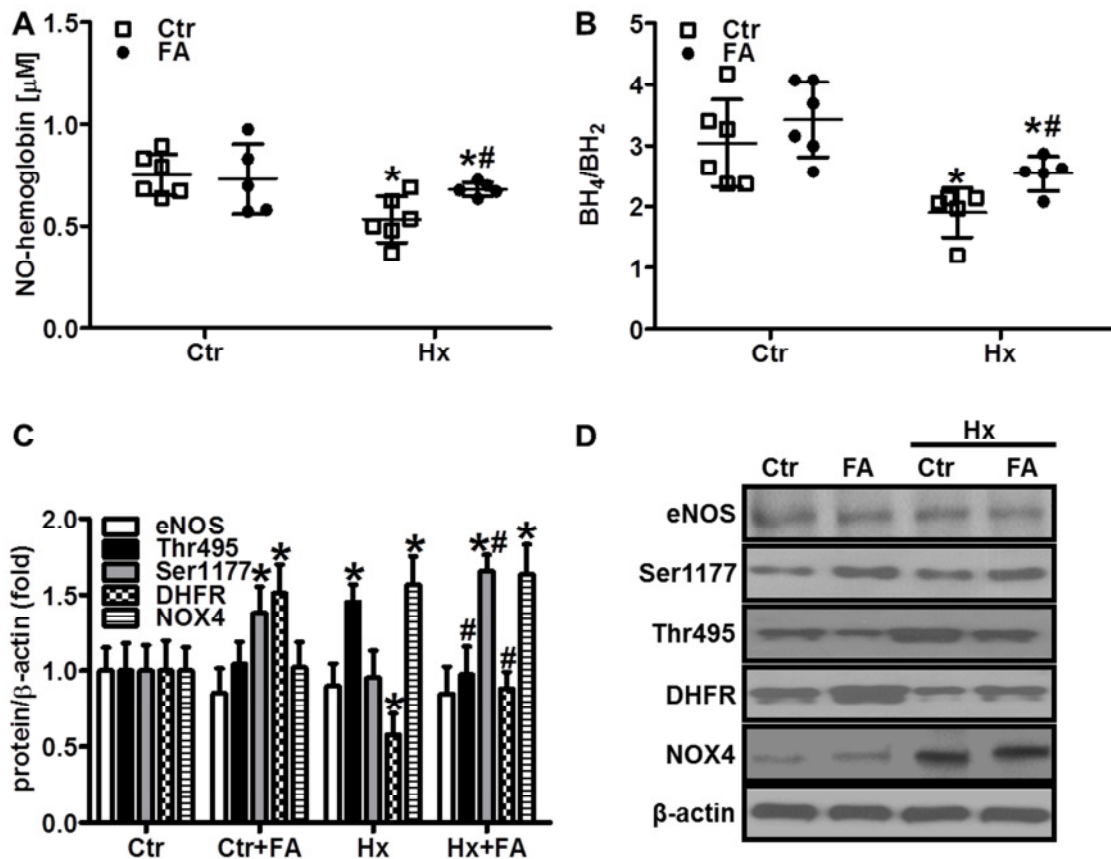 A
NO-hemoglobin [μM]
1.5
1.0
0.5
0.0
Ctr
FA
*
*#
Ctr
Hx
B
BH4/BH2
5
4
3
2
1
0
Ctr
FA
*
*#
Ctr
Hx
C
protein/β-actin (fold)
2.0
1.5
1.0
0.5
0.0
eNOS
Thr495
Ser1177
DHFR
NOX4
*
*
*
*
*
#
*#
#
*
Ctr
Ctr+FA
Hx
Hx+FA
D
Hx
Ctr FA Ctr FA
eNOS
Ser1177
Thr495
DHFR
NOX4
β-actin